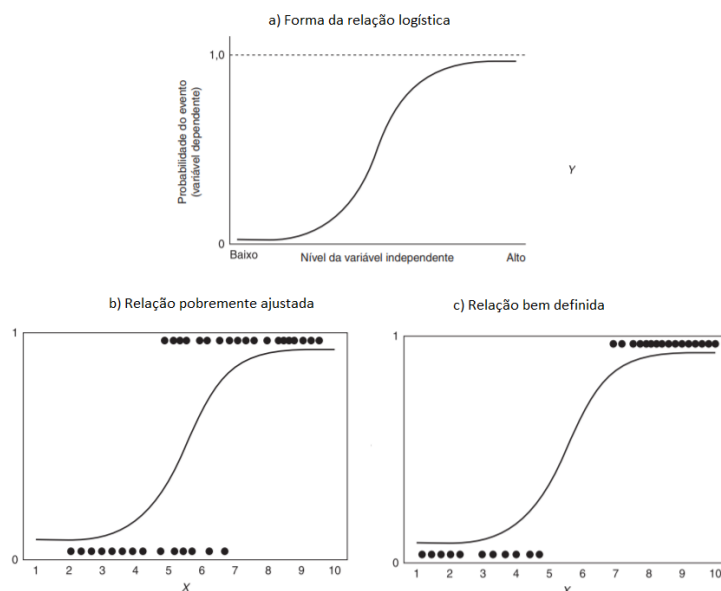 a) Forma da relação logística
1,0
Probabilidade do evento
(variável dependente)
Y
0
Baixo
Nível da variável independente
Alto
b) Relação pobremente ajustada
1
0
1 2 3 4 5 6 7 8 9 10
X
c) Relação bem definida
1
0
1 2 3 4 5 6 7 8 9 10
X